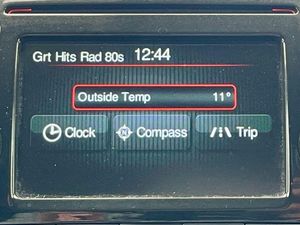 Grt Hits Rad 80s 12:44
Outside Temp 11°
Clock N Compass Trip